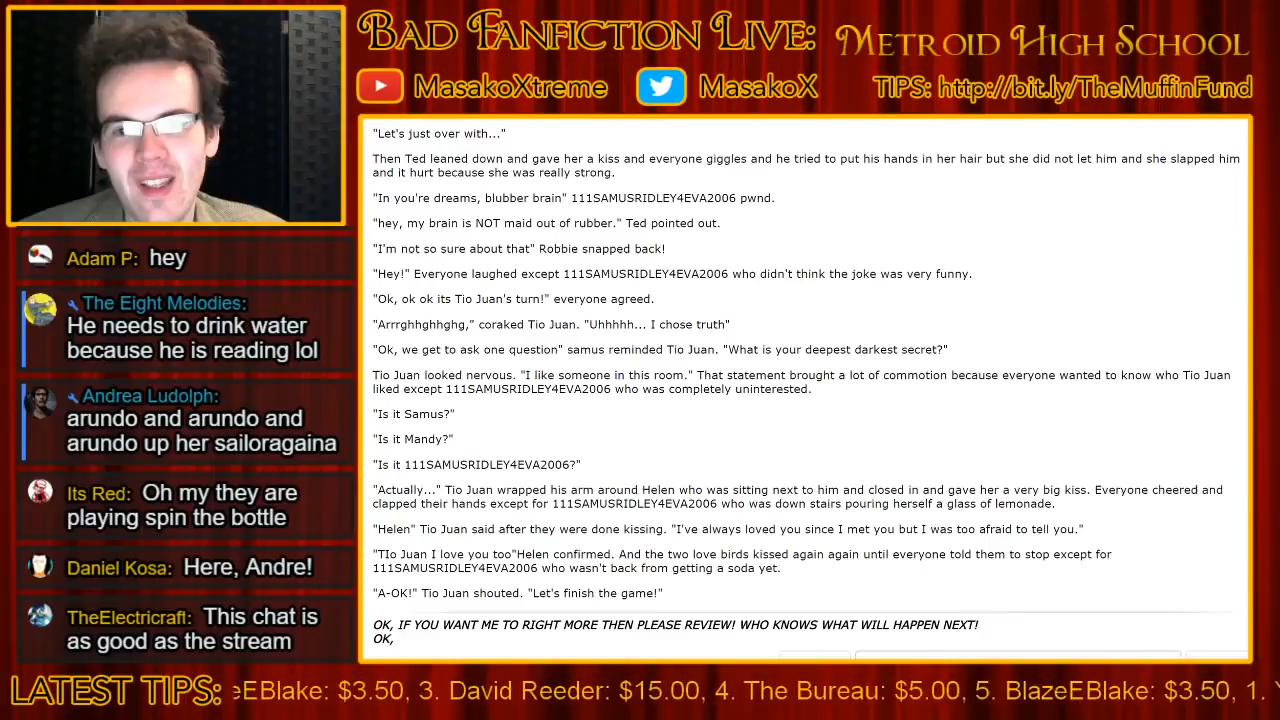 BAD FANFICTION LIVE:
METROID HIGH SCHOOL
MasakoXtreme
MasakoX
TIPS: http://bit.ly/TheMuffinFund
Adam P: hey
The Eight Melodies:
He needs to drink water
because he is reading lol
Andrea Ludolph:
arundo and arundo and
arundo up her sailoragaina
Its Red: Oh my they are
playing spin the bottle
Daniel Kosa: Here, Andre!
TheElectricrafl: This chat is
as good as the stream
"Let's just over with..."
Then Ted leaned down and gave her a kiss and everyone giggles and he tried to put his hands in her hair but she did not let him and she slapped him
and it hurt because she was really strong.
"In you're dreams, blubber brain" 111SAMUSRIDLEY4EVA2006 pwnd.
"hey, my brain is NOT maid out of rubber." Ted pointed out.
"I'm not so sure about that" Robbie snapped back!
"Hey!" Everyone laughed except 111SAMUSRIDLEY4EVA2006 who didn't think the joke was very funny.
"Ok, ok ok its Tio Juan's turn!" everyone agreed.
"Arrrghhghhghg," coraked Tio Juan. "Uhhhhh... I chose truth"
"Ok, we get to ask one question" samus reminded Tio Juan. "What is your deepest darkest secret?"
Tio Juan looked nervous. "I like someone in this room." That statement brought a lot of commotion because everyone wanted to know who Tio Juan
liked except 111SAMUSRIDLEY4EVA2006 who was completely uninterested.
"Is it Samus?"
"Is it Mandy?"
"Is it 111SAMUSRIDLEY4EVA2006?"
"Actually..." Tio Juan wrapped his arm around Helen who was sitting next to him and closed in and gave her a very big kiss. Everyone cheered and
clapped their hands except for 111SAMUSRIDLEY4EVA2006 who was down stairs pouring herself a glass of lemonade.
"Helen" Tio Juan said after they were done kissing. "I've always loved you since I met you but I was too afraid to tell you."
"TIo Juan I love you too"Helen confirmed. And the two love birds kissed again again until everyone told them to stop except for
111SAMUSRIDLEY4EVA2006 who wasn't back from getting a soda yet.
"A-OK!" Tio Juan shouted. "Let's finish the game!"
OK, IF YOU WANT ME TO RIGHT MORE THEN PLEASE REVIEW! WHO KNOWS WHAT WILL HAPPEN NEXT!
OK,
LATEST TIPS: eEBlake: $3.50, 3. David Reeder: $15.00, 4. The Bureau: $5.00, 5. BlazeEBlake: $3.50, 1.